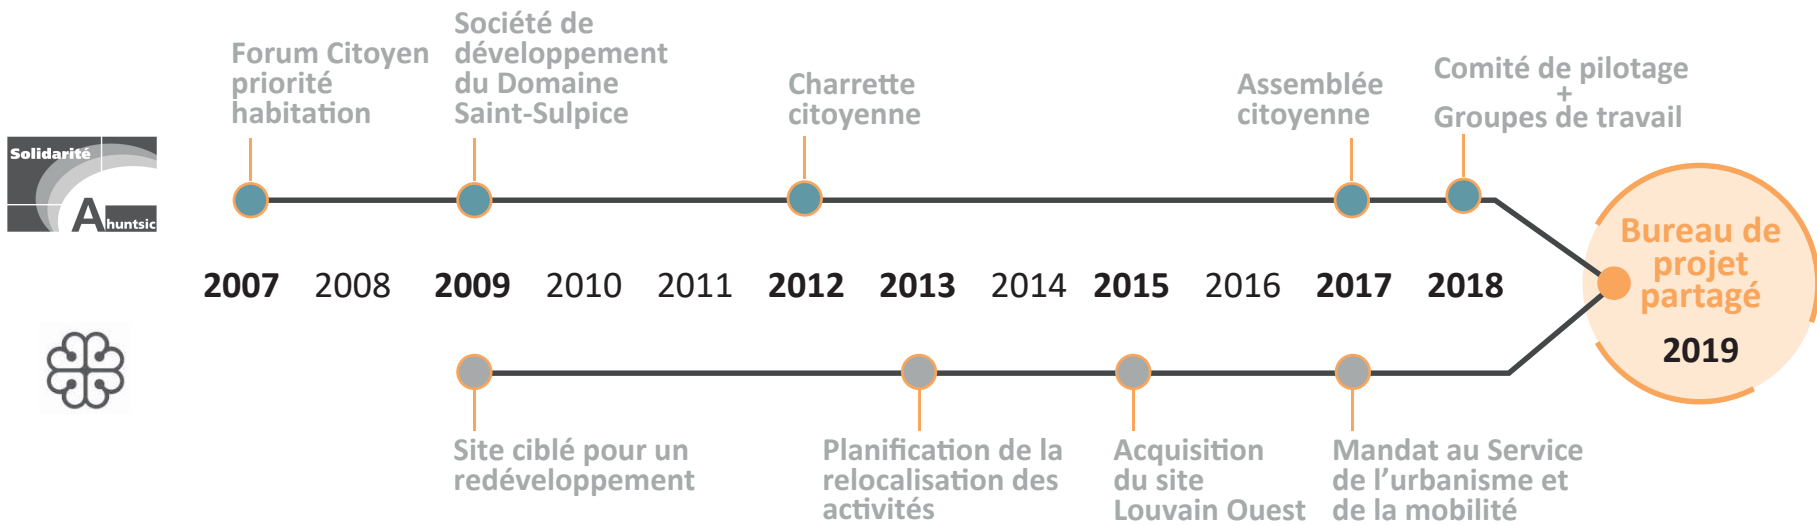 Forum Citoyen
priorité
habitation
Société de
développement
du Domaine
Saint-Sulpice
Charrette
citoyenne
Assemblée
citoyenne
Comité de pilotage
+
Groupes de travail
Solidarité
Ahuntsic
2007 2008 2009 2010 2011 2012 2013 2014 2015 2016 2017 2018
Bureau de
projet
partagé
2019
Site ciblé pour un
redéveloppement
Planification de la
relocalisation des
activités
Acquisition
du site
Louvain Ouest
Mandat au Service
de l’urbanisme et
de la mobilité